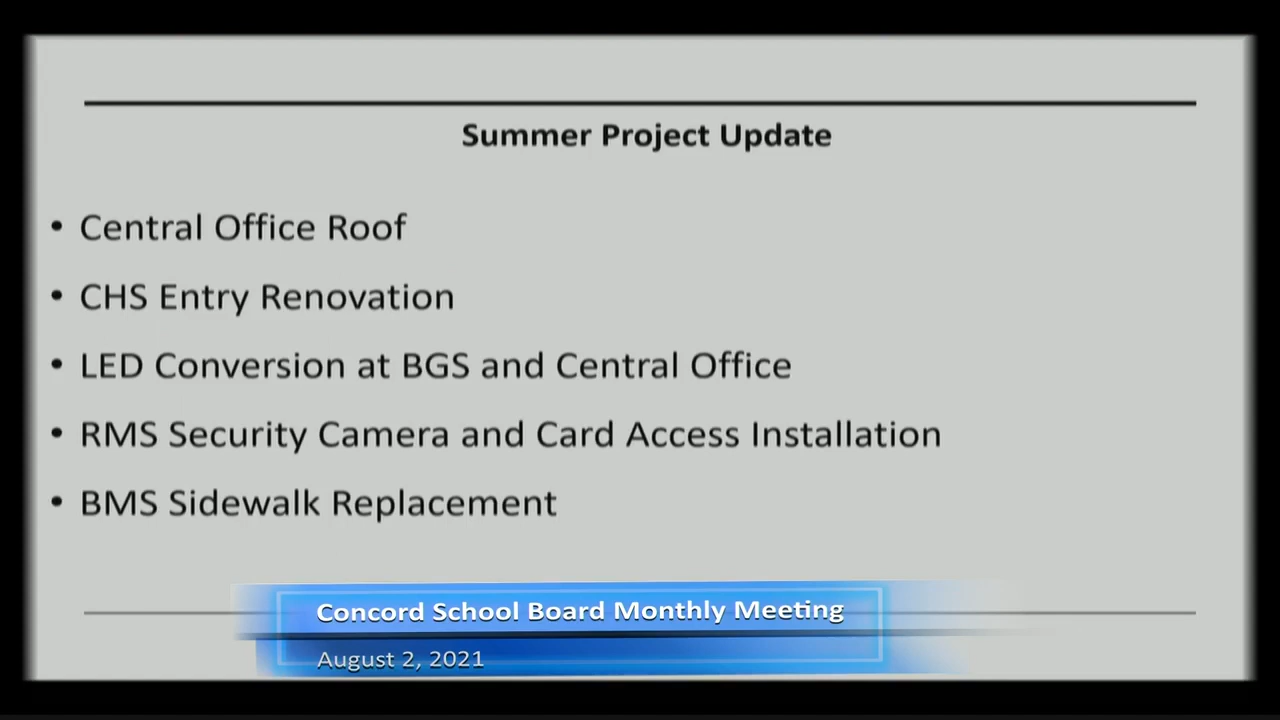 Summer Project Update
• Central Office Roof
• CHS Entry Renovation
• LED Conversion at BGS and Central Office
• RMS Security Camera and Card Access Installation
• BMS Sidewalk Replacement
Concord School Board Monthly Meeting
August 2, 2021